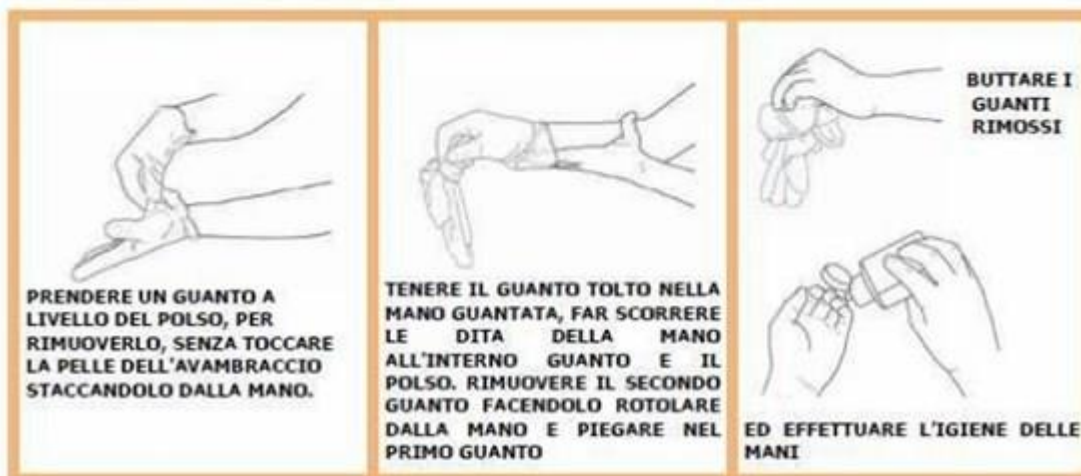 PRENDERE UN GUANTO A
LIVELLO DEL POLSO, PER
RIMUOVERLO, SENZA TOCCARE
LA PELLE DELL'AVAMBRACCIO
STACCANDOLO DALLA MANO.
TENERE IL GUANTO TOLTO NELLA
MANO GUANTATA, FAR SCORRERE
LE DITA DELLA MANO
ALL'INTERNO GUANTO E IL
POLSO. RIMUOVERE IL SECONDO
GUANTO FACENDOLO ROTOLARE
DALLA MANO E PIEGARE NEL
PRIMO GUANTO
BUTTARE I
GUANTI
RIMOSSI
ED EFFETTUARE L'IGIENE DELLE
MANI